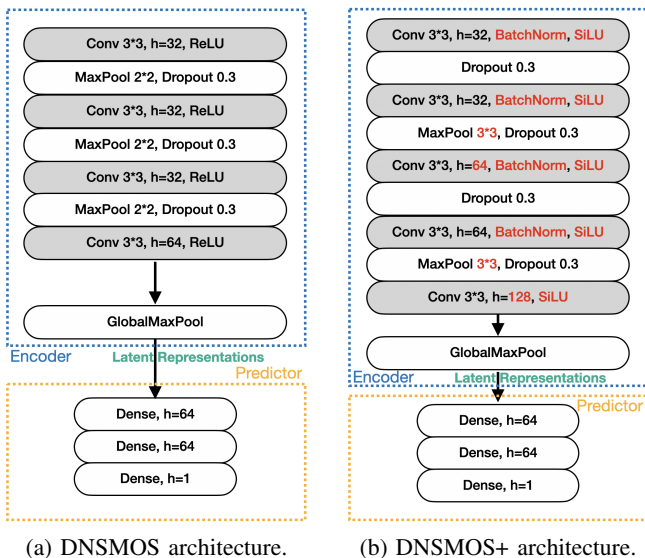 Conv 3*3, h=32, ReLU
MaxPool 2*2, Dropout 0.3
Conv 3*3, h=32, ReLU
MaxPool 2*2, Dropout 0.3
Conv 3*3, h=32, ReLU
MaxPool 2*2, Dropout 0.3
Conv 3*3, h=64, ReLU
GlobalMaxPool
Encoder
Latent Representations
Predictor
Dense, h=64
Dense, h=64
Dense, h=1
(a) DNSMOS architecture.
Conv 3*3, h=32, BatchNorm, SiLU
Dropout 0.3
Conv 3*3, h=32, BatchNorm, SiLU
MaxPool 3*3, Dropout 0.3
Conv 3*3, h=64, BatchNorm, SiLU
Dropout 0.3
Conv 3*3, h=64, BatchNorm, SiLU
MaxPool 3*3, Dropout 0.3
Conv 3*3, h=128, SiLU
GlobalMaxPool
Encoder
Latent Representations
Predictor
Dense, h=64
Dense, h=64
Dense, h=1
(b) DNSMOS+ architecture.